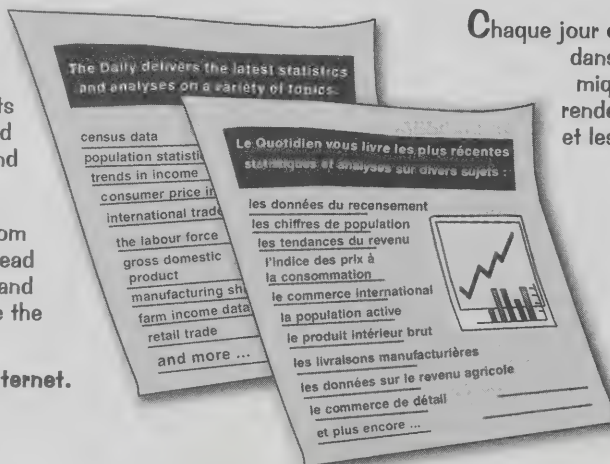 ts
d
nd
om
ead
and
e the
ternet.
The Daily delivers the latest statistics
and analyses on a variety of topics
census data
population statistic
trends in income
consumer price in
international trade
the labour force
gross domestic
product
manufacturing sh
farm income data
retail trade
and more ...
Le Quotidien vous livre les plus récentes
statistiques et analyses sur divers sujets :
les données du recensement
les chiffres de population
les tendances du revenu
l'indice des prix à
la consommation
le commerce international
la population active
le produit intérieur brut
les livraisons manufacturières
les données sur le revenu agricole
le commerce de détail
et plus encore ...
Chaque jour
dans
miqu
rende
et les